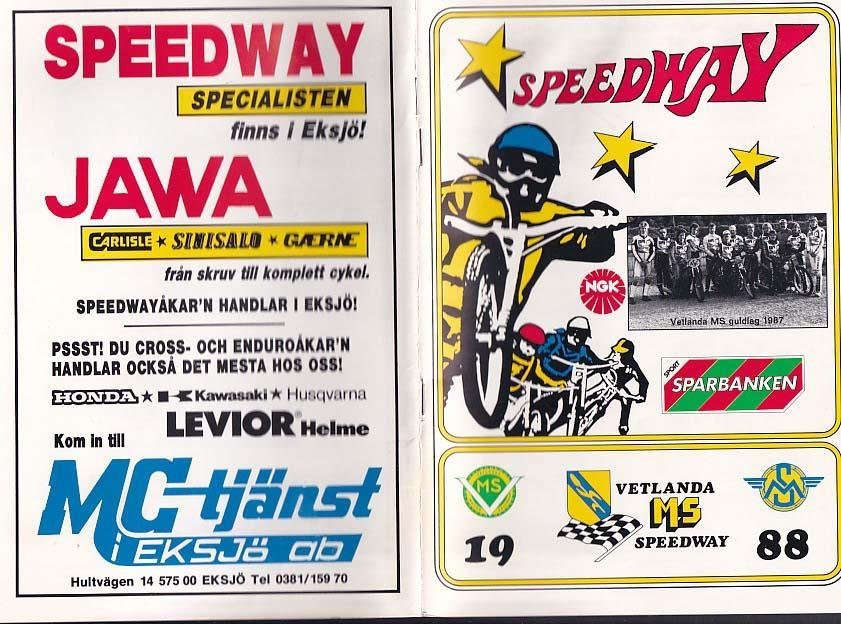 SPEEDWAY
SPECIALISTEN
finns i Eksjö!
JAWA
CARLISLE ★ SINISALO ★ GÆRNE
från skruv till komplett cykel.
SPEEDWAYÅKAR'N HANDLAR I EKSJÖ!
PSSST! DU CROSS- OCH ENDUROÅKAR'N
HANDLAR OCKSÅ DET MESTA HOS OSS!
HONDA ★ Kawasaki ★ Husqvarna
LEVIOR® Helme
Kom in till
MC-tjänst
i EKSJÖ ab
Hultvägen 14 575 00 EKSJÖ Tel 0381/159 70
SPEEDWAY
NGK
Vetlanda MS guldlag 1987
SPORT
SPARBANKEN
MS
19
VETLANDA
MS
SPEEDWAY
88